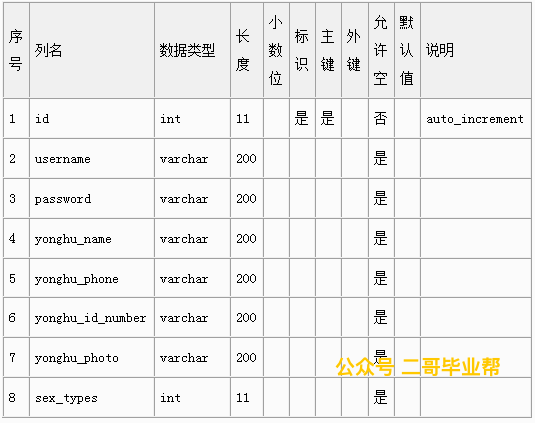 序号 列名 数据类型 长度 小数位 标识 主键 外键 允许空 默认值 说明
1 id int 11 是 是 否 auto_increment
2 username varchar 200 是
3 password varchar 200 是
4 yonghu_name varchar 200 是
5 yonghu_phone varchar 200 是
6 yonghu_id_number varchar 200 是
7 yonghu_photo varchar 200 是
公众号 二哥毕业帮
8 sex_types int 11 是